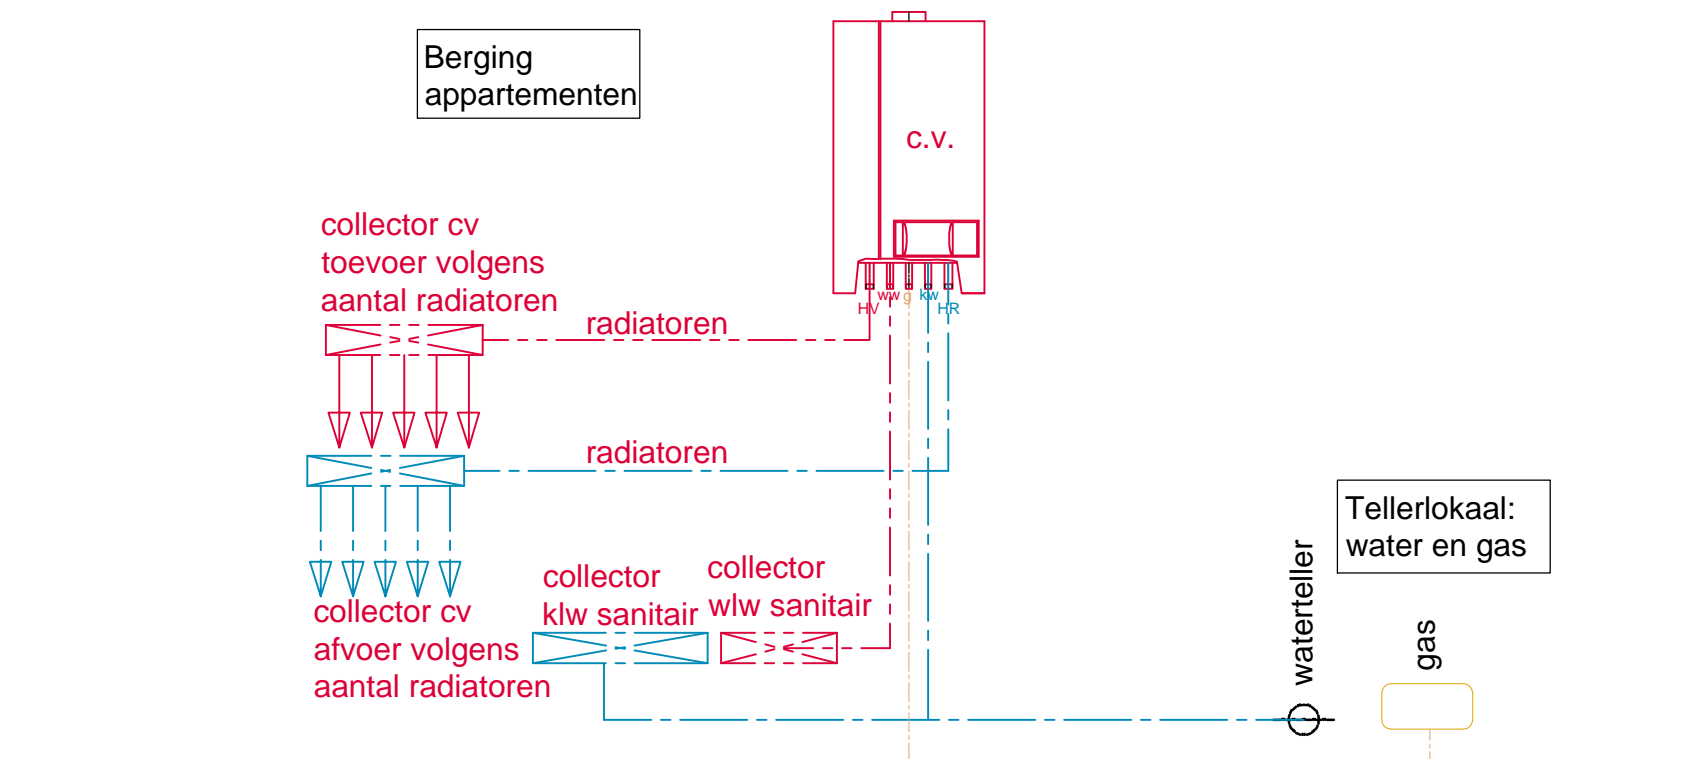 Berging
appartementen
c.v.
collector cv
toevoer volgens
aantal radiatoren
HV
ww
g
kw
HR
radiatoren
radiatoren
collector cv
afvoer volgens
aantal radiatoren
collector
klw sanitair
collector
wlw sanitair
Tellerlokaal:
water en gas
waterteller
gas